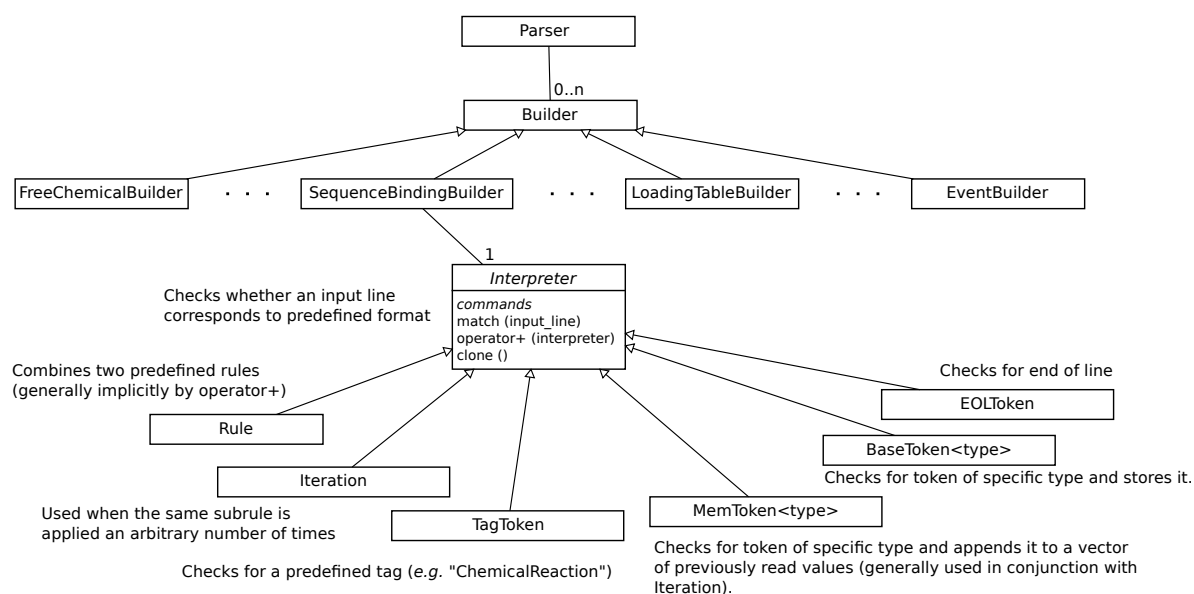 Parser
0..n
Builder
FreeChemicalBuilder
. . .
SequenceBindingBuilder
. . .
LoadingTableBuilder
. . .
EventBuilder
1
Interpreter
commands
match (input_line)
operator+ (interpreter)
clone ()
Checks whether an input line
corresponds to predefined format
Combines two predefined rules
(generally implicitly by operator+)
Rule
Checks for end of line
EOLToken
BaseToken<type>
Checks for token of specific type and stores it.
Iteration
Used when the same subrule is
applied an arbitrary number of times
TagToken
Checks for a predefined tag (e.g. "ChemicalReaction")
MemToken<type>
Checks for token of specific type and appends it to a vector
of previously read values (generally used in conjunction with
Iteration).